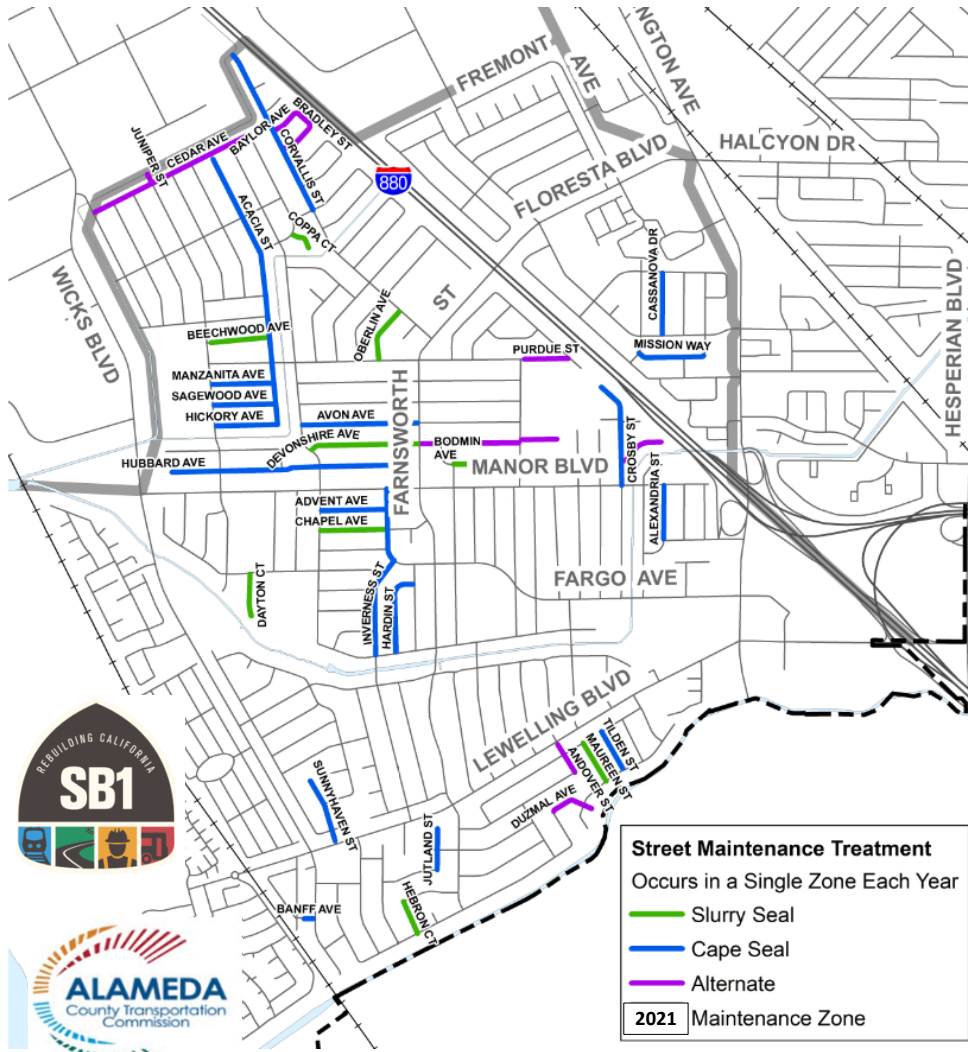 FREMONT
AVE
NGTON AVE
HALCYON DR
FLORESTA BLVD
880
BRADLEY ST
BAYLOR AVE
CEDAR AVE
JUNIPER ST
CORVALLIS ST
ACACIA ST
COPPA CT
WICKS BLVD
ST
OBERLIN AVE
CASSANOVA DR
HESPERIAN BLVD
BEECHWOOD AVE
PURDUE ST
MISSION WAY
MANZANITA AVE
SAGEWOOD AVE
HICKORY AVE
AVON AVE
FARNSWORTH
DEVONSHIRE AVE
BODMIN
AVE
HUBBARD AVE
MANOR BLVD
CROSBY ST
ALEXANDRIA ST
ADVENT AVE
CHAPEL AVE
FARGO AVE
DAYTON CT
INVERNESS ST
HARDIN ST
LEWELLING BLVD
TILDEN ST
MAUREEN ST
ANDOVER ST
DUZMAL AVE
SUNNYHAVEN ST
JUTLAND ST
HEBRON CT
BANFF AVE
REBUILDING CALIFORNIA
SB1
ALAMEDA
County Transportation
Commission
Street Maintenance Treatment
Occurs in a Single Zone Each Year
Slurry Seal
Cape Seal
Alternate
2021 Maintenance Zone